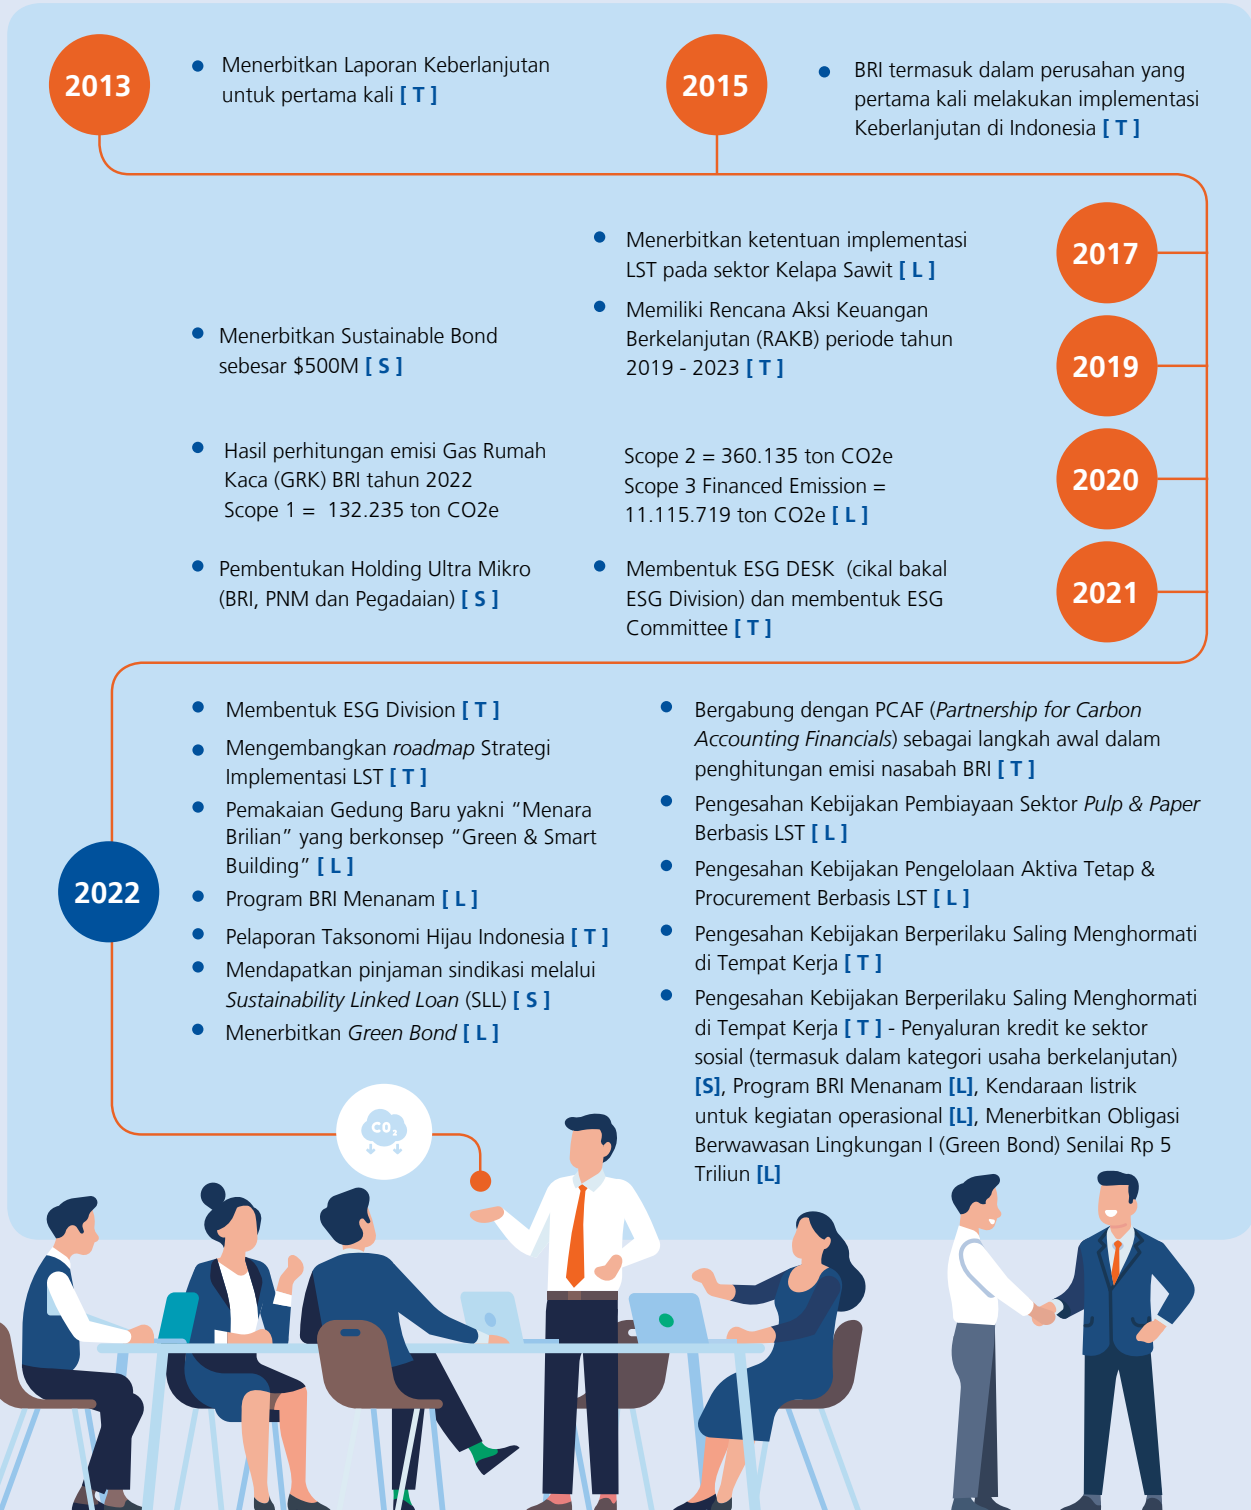 2013
Menerbitkan Laporan Keberlanjutan
untuk pertama kali [ T ]
2015
BRI termasuk dalam perusahan yang
pertama kali melakukan implementasi
Keberlanjutan di Indonesia [ T ]
2017
Menerbitkan ketentuan implementasi
LST pada sektor Kelapa Sawit [ L ]
2019
Menerbitkan Sustainable Bond
sebesar $500M [ S ]
Memiliki Rencana Aksi Keuangan
Berkelanjutan (RAKB) periode tahun
2019 - 2023 [ T ]
2020
Hasil perhitungan emisi Gas Rumah
Kaca (GRK) BRI tahun 2022
Scope 1 = 132.235 ton CO2e
Scope 2 = 360.135 ton CO2e
Scope 3 Financed Emission =
11.115.719 ton CO2e [ L ]
2021
Pembentukan Holding Ultra Mikro
(BRI, PNM dan Pegadaian) [ S ]
Membentuk ESG DESK (cikal bakal
ESG Division) dan membentuk ESG
Committee [ T ]
2022
Membentuk ESG Division [ T ]
Mengembangkan roadmap Strategi
Implementasi LST [ T ]
Pemakaian Gedung Baru yakni “Menara
Brilian” yang berkonsep “Green & Smart
Building” [ L ]
Program BRI Menanam [ L ]
Pelaporan Taksonomi Hijau Indonesia [ T ]
Mendapatkan pinjaman sindikasi melalui
Sustainability Linked Loan (SLL) [ S ]
Menerbitkan Green Bond [ L ]
Bergabung dengan PCAF (Partnership for Carbon
Accounting Financials) sebagai langkah awal dalam
penghitungan emisi nasabah BRI [ T ]
Pengesahan Kebijakan Pembiayaan Sektor Pulp & Paper
Berbasis LST [ L ]
Pengesahan Kebijakan Pengelolaan Aktiva Tetap &
Procurement Berbasis LST [ L ]
Pengesahan Kebijakan Berperilaku Saling Menghormati
di Tempat Kerja [ T ]
Pengesahan Kebijakan Berperilaku Saling Menghormati
di Tempat Kerja [ T ] - Penyaluran kredit ke sektor
sosial (termasuk dalam kategori usaha berkelanjutan)
[S], Program BRI Menanam [L], Kendaraan listrik
untuk kegiatan operasional [L], Menerbitkan Obligasi
Berwawasan Lingkungan I (Green Bond) Senilai Rp 5
Triliun [L]
CO2